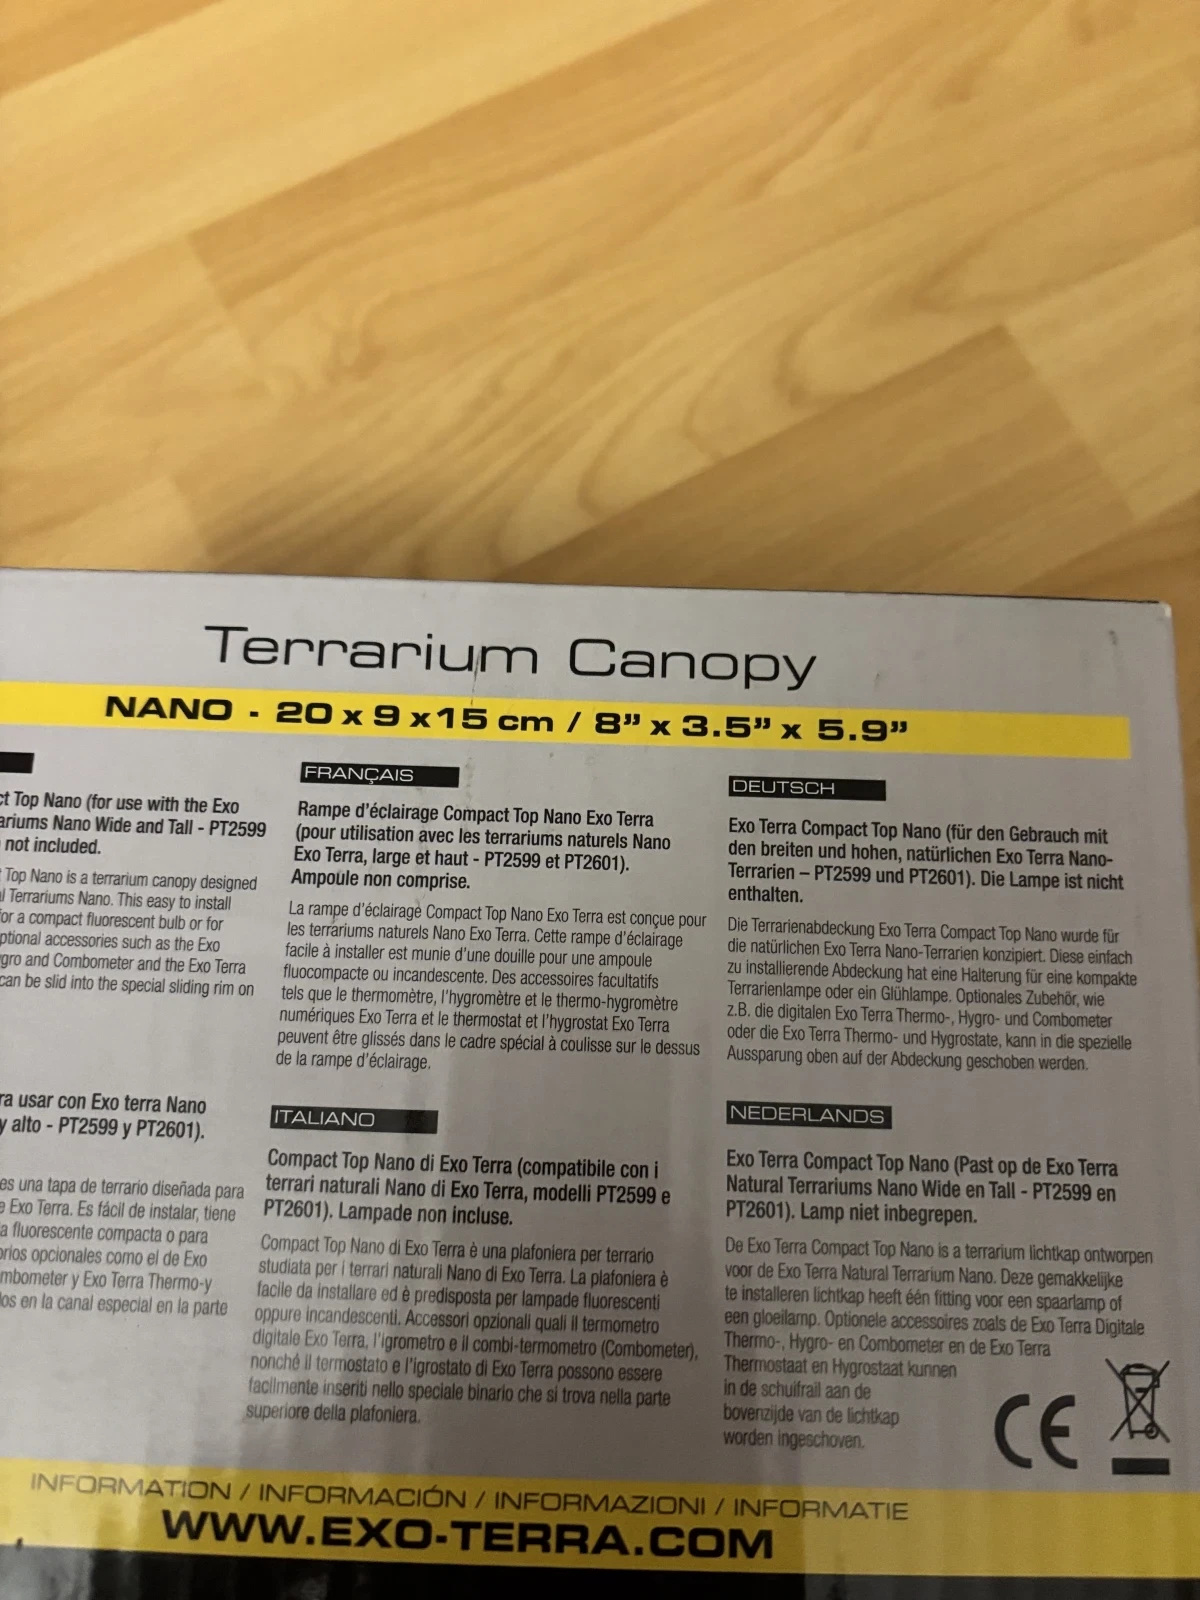 Terrarium Canopy
NANO - 20 x 9 x 15 cm / 8” x 3.5” x 5.9”
ct Top Nano (for use with the Exo
ariums Nano Wide and Tall - PT2599
not included.
Top Nano is a terrarium canopy designed
l Terrariums Nano. This easy to install
for a compact fluorescent bulb or for
ptional accessories such as the Exo
gro and Combometer and the Exo Terra
can be slid into the special sliding rim on
ra usar con Exo terra Nano
y alto - PT2599 y PT2601).
es una tapa de terrario diseñada para
e Exo Terra. Es fácil de instalar, tiene
a fluorescente compacta o para
orios opcionales como el de Exo
mbometer y Exo Terra Thermo-y
los en la canal especial en la parte
FRANÇAIS
Rampe d’éclairage Compact Top Nano Exo Terra
(pour utilisation avec les terrariums naturels Nano
Exo Terra, large et haut - PT2599 et PT2601).
Ampoule non comprise.
La rampe d’éclairage Compact Top Nano Exo Terra est conçue pour
les terrariums naturels Nano Exo Terra. Cette rampe d’éclairage
facile à installer est munie d’une douille pour une ampoule
fluocompacte ou incandescente. Des accessoires facultatifs
tels que le thermomètre, l’hygromètre et le thermo-hygromètre
numériques Exo Terra et le thermostat et l’hygrostat Exo Terra
peuvent être glissés dans le cadre spécial à coulisse sur le dessus
de la rampe d’éclairage.
ITALIANO
Compact Top Nano di Exo Terra (compatibile con i
terrari naturali Nano di Exo Terra, modelli PT2599 e
PT2601). Lampade non incluse.
Compact Top Nano di Exo Terra è una plafoniera per terrario
studiata per i terrari naturali Nano di Exo Terra. La plafoniera è
facile da installare ed è predisposta per lampade fluorescenti
oppure incandescenti. Accessori opzionali quali il termometro
digitale Exo Terra, l’igrometro e il combi-termometro (Combometer),
nonché il termostato e l’igrostato di Exo Terra possono essere
facilmente inseriti nello speciale binario che si trova nella parte
superiore della plafoniera.
DEUTSCH
Exo Terra Compact Top Nano (für den Gebrauch mit
den breiten und hohen, natürlichen Exo Terra Nano-
Terrarien – PT2599 und PT2601). Die Lampe ist nicht
enthalten.
Die Terrarienabdeckung Exo Terra Compact Top Nano wurde für
die natürlichen Exo Terra Nano-Terrarien konzipiert. Diese einfach
zu installierende Abdeckung hat eine Halterung für eine kompakte
Terrarienlampe oder ein Glühlampe. Optionales Zubehör, wie
z.B. die digitalen Exo Terra Thermo-, Hygro- und Combometer
oder die Exo Terra Thermo- und Hygrostate, kann in die spezielle
Aussparung oben auf der Abdeckung geschoben werden.
NEDERLANDS
Exo Terra Compact Top Nano (Past op de Exo Terra
Natural Terrariums Nano Wide en Tall - PT2599 en
PT2601). Lamp niet inbegrepen.
De Exo Terra Compact Top Nano is a terrarium lichtkap ontworpen
voor de Exo Terra Natural Terrarium Nano. Deze gemakkelijke
te installeren lichtkap heeft één fitting voor een spaarlamp of
een gloeilamp. Optionele accessoires zoals de Exo Terra Digitale
Thermo-, Hygro- en Combometer en de Exo Terra
Thermostaat en Hygrostaat kunnen
in de schuifrail aan de
bovenzijde van de lichtkap
worden ingeschoven.
CE
INFORMATION / INFORMACIÓN / INFORMAZIONI / INFORMATIE
WWW.EXO-TERRA.COM